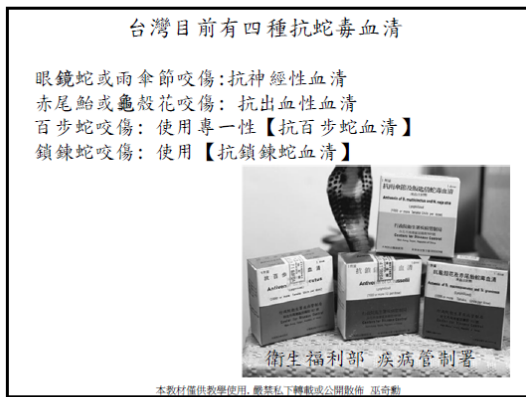 台灣目前有四種抗蛇毒血清
眼鏡蛇或雨傘節咬傷:抗神經性血清
赤尾鮐或龜殼花咬傷: 抗出血性血清
百步蛇咬傷: 使用專一性【抗百步蛇血清】
鎖鍊蛇咬傷: 使用【抗鎖鍊蛇血清】
衛生福利部 疾病管制署
本教材僅供教學使用, 嚴禁私下轉載或公開散佈 巫奇勳